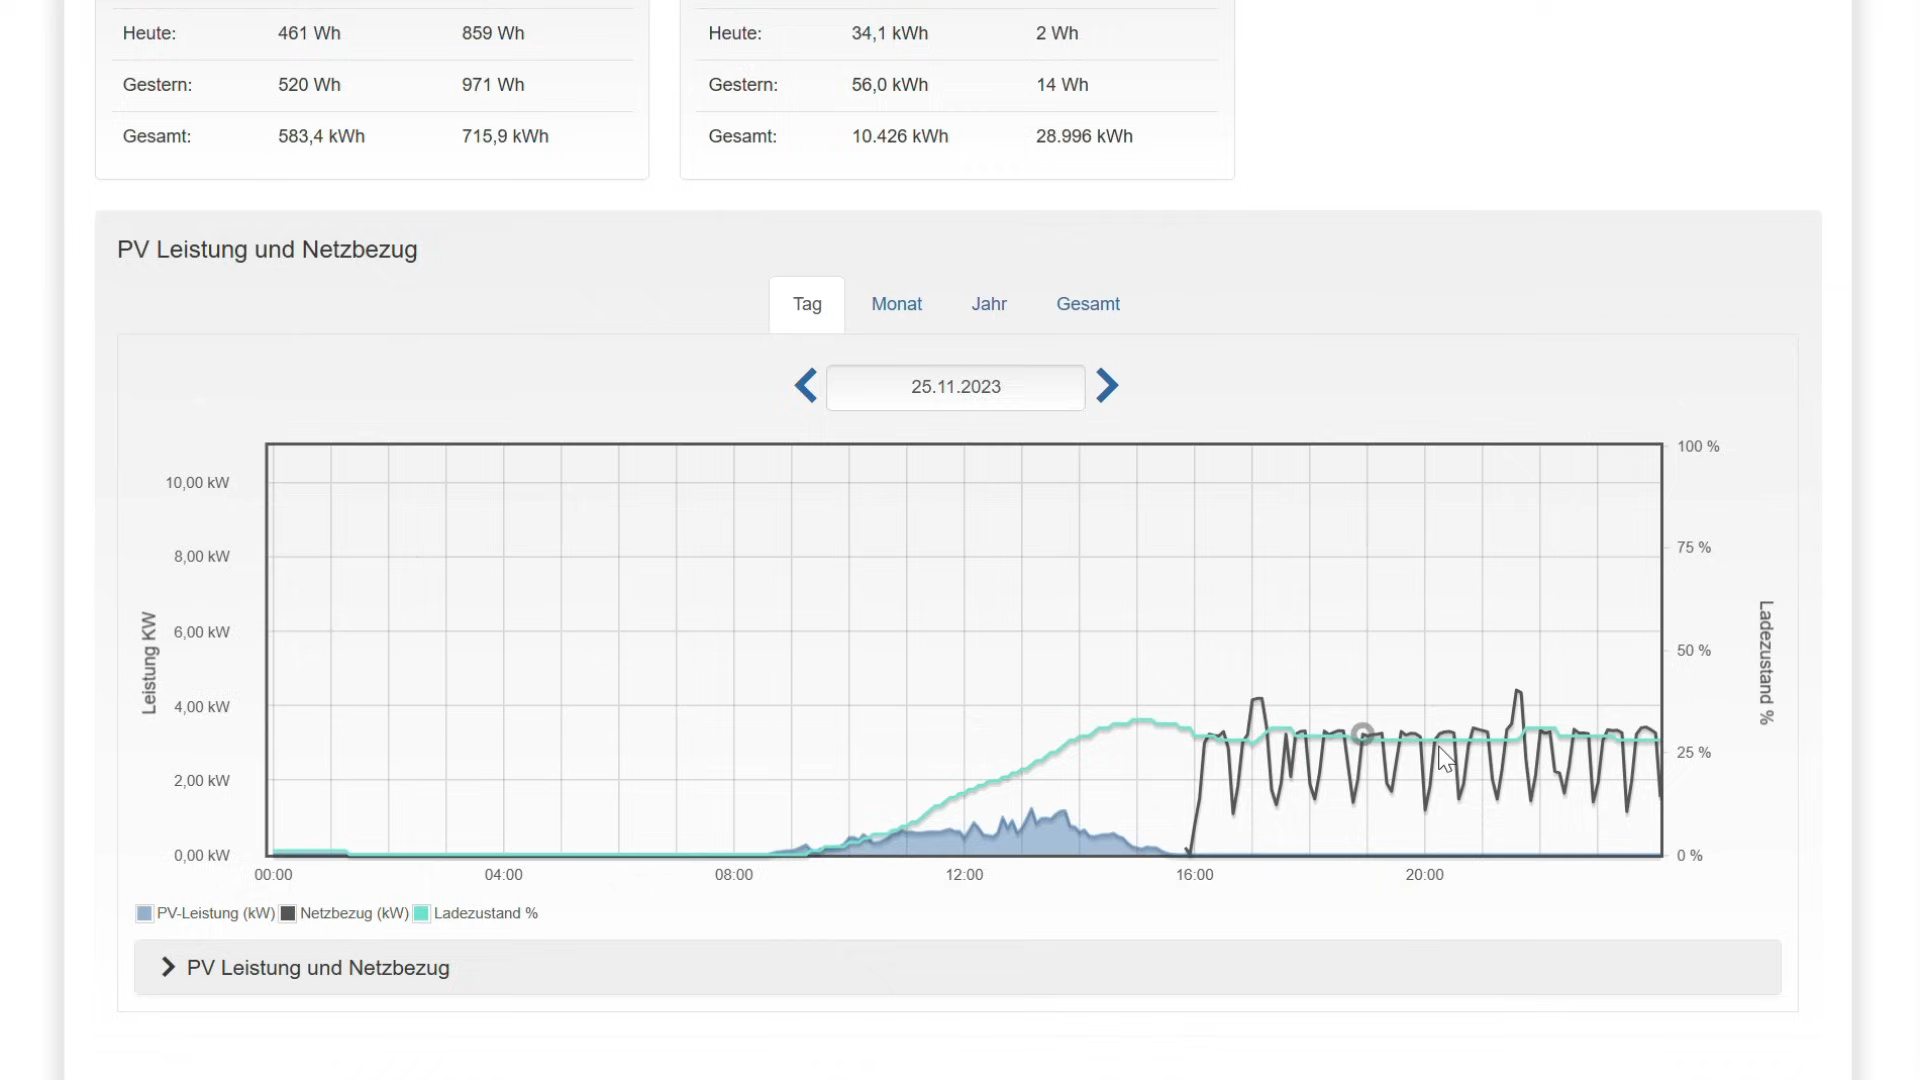 Heute: 461 Wh 859 Wh
Gestern: 520 Wh 971 Wh
Gesamt: 583,4 kWh 715,9 kWh
Heute: 34,1 kWh 2 Wh
Gestern: 56,0 kWh 14 Wh
Gesamt: 10.426 kWh 28.996 kWh
PV Leistung und Netzbezug
Tag Monat Jahr Gesamt
25.11.2023
Leistung KW
10,00 kW
8,00 kW
6,00 kW
4,00 kW
2,00 kW
0,00 kW
100 %
75 %
50 %
25 %
0 %
Ladezustand %
00:00 04:00 08:00 12:00 16:00 20:00
PV-Leistung (kW) Netzbezug (kW) Ladezustand %
PV Leistung und Netzbezug